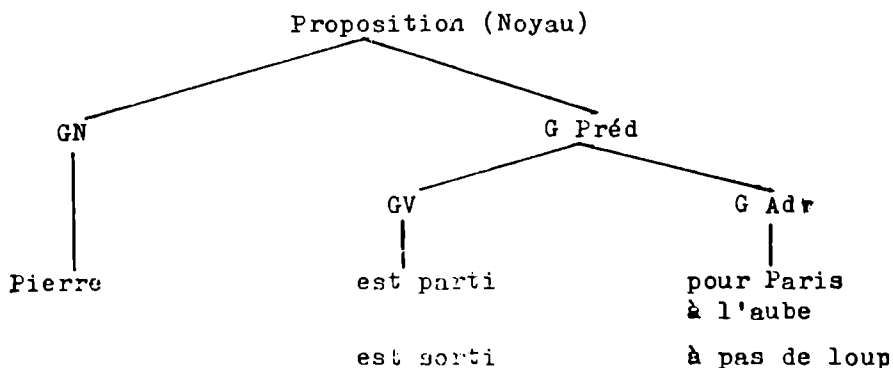 Proposition (Noyau)
GN G Préd
GV G Adv
Pierre est parti pour Paris
à l'aube
est sorti à pas de loup